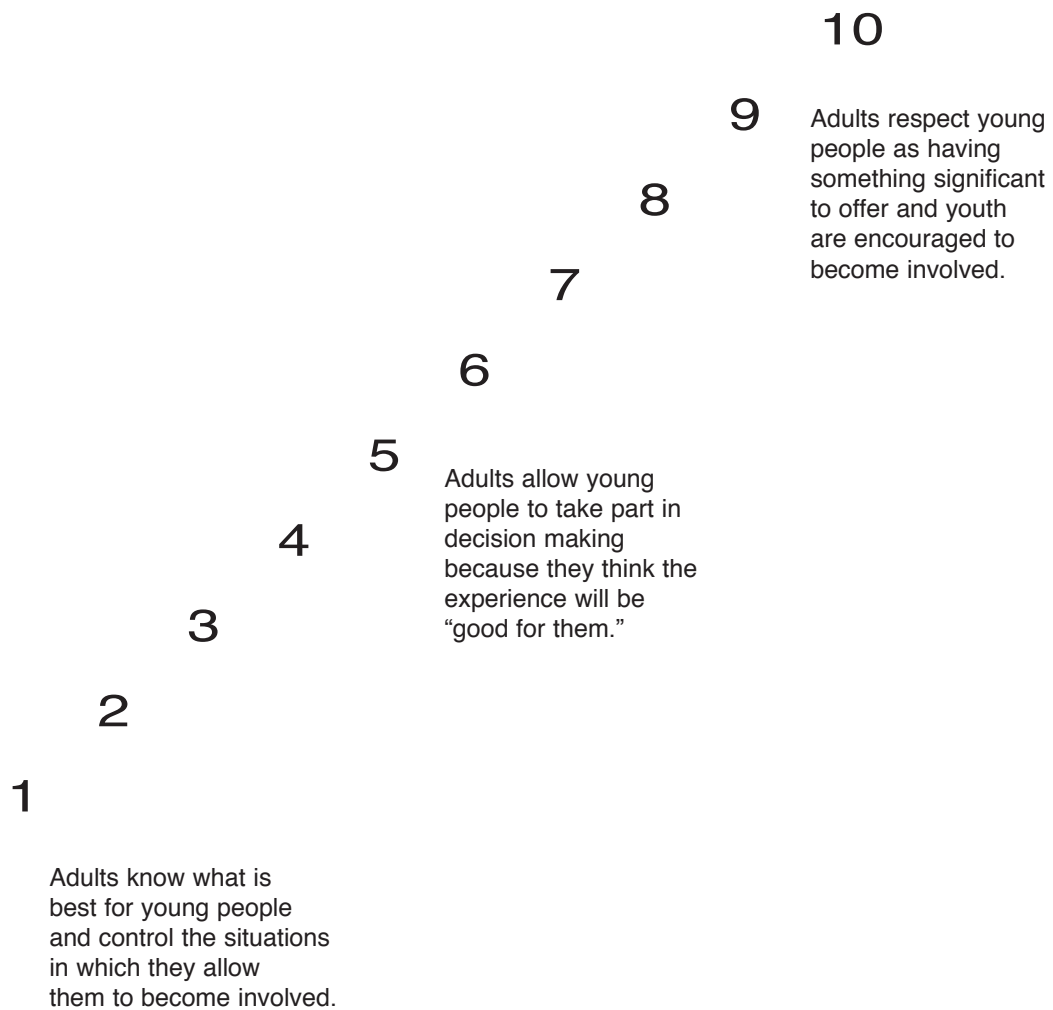 10
9
Adults respect young
people as having
something significant
to offer and youth
are encouraged to
become involved.
8
7
6
5
Adults allow young
people to take part in
decision making
because they think the
experience will be
“good for them.”
4
3
2
1
Adults know what is
best for young people
and control the situations
in which they allow
them to become involved.